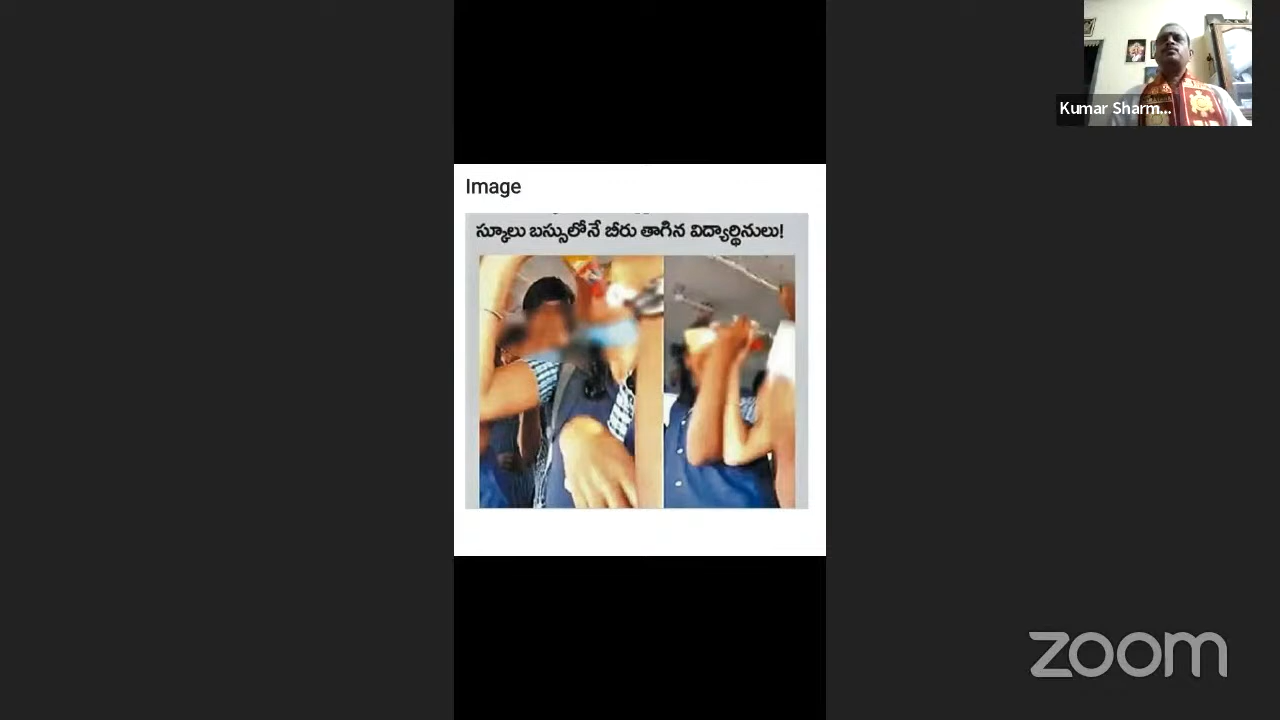 Kumar Sharm...
Image
స్కూలు బస్సులోనే బీరు తాగిన విద్యార్థినులు!
zoom